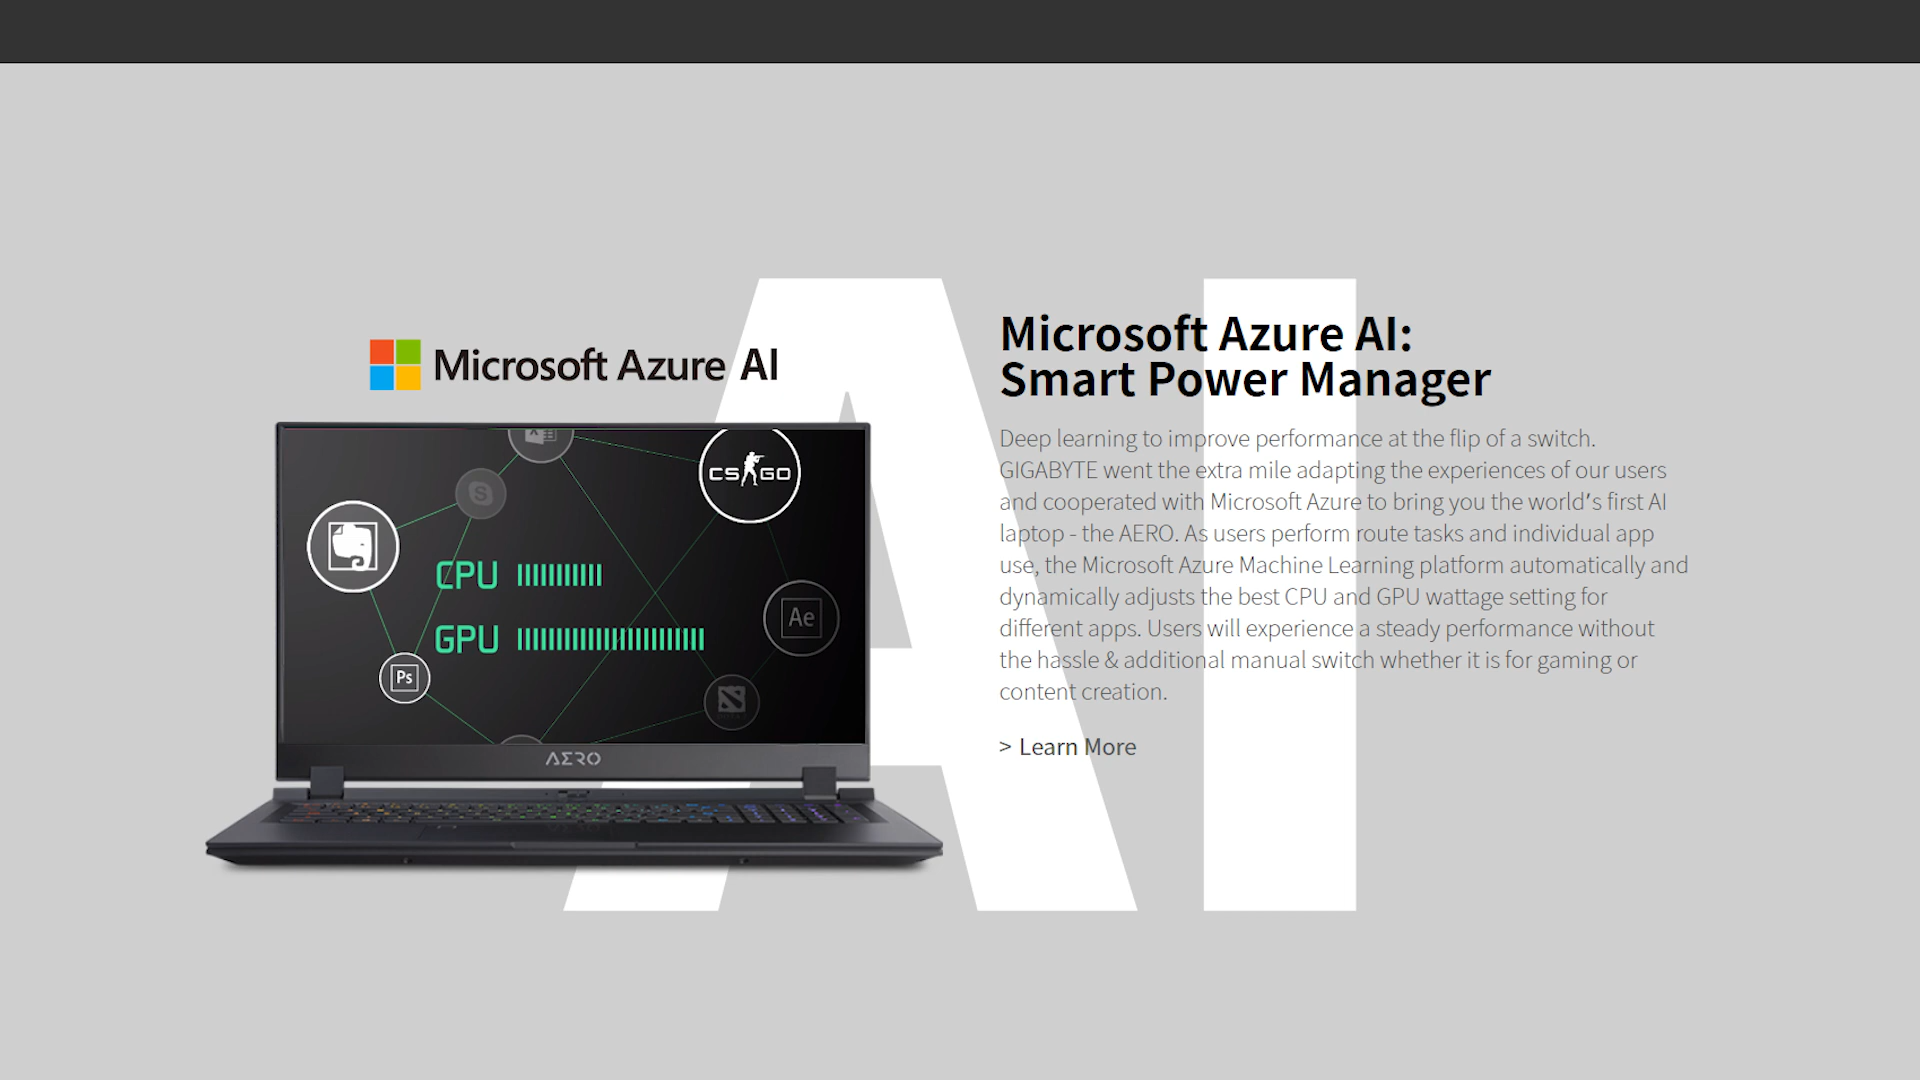 Microsoft Azure AI
CS GO
CPU
GPU
Ae
Ps
AERO
AI
Microsoft Azure AI:
Smart Power Manager
Deep learning to improve performance at the flip of a switch.
GIGABYTE went the extra mile adapting the experiences of our users
and cooperated with Microsoft Azure to bring you the world's first AI
laptop - the AERO. As users perform route tasks and individual app
use, the Microsoft Azure Machine Learning platform automatically and
dynamically adjusts the best CPU and GPU wattage setting for
different apps. Users will experience a steady performance without
the hassle & additional manual switch whether it is for gaming or
content creation.
> Learn More